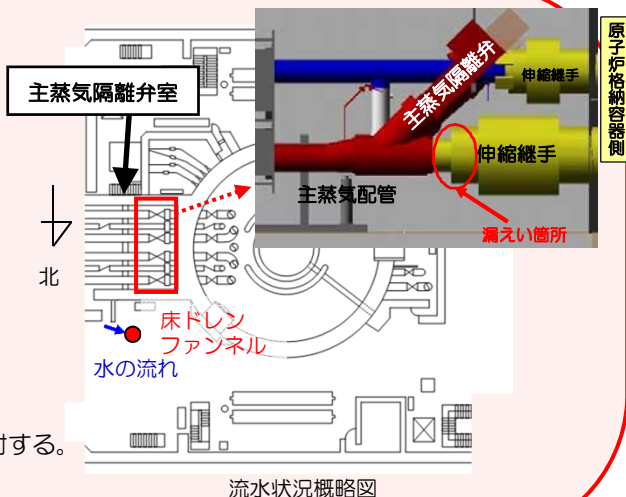 主蒸気隔離弁室
主蒸気隔離弁
伸縮継手
原子炉格納容器側
伸縮継手
主蒸気配管
漏えい箇所
北
床ドレン
ファンネル
水の流れ
対する。
流水状況概略図